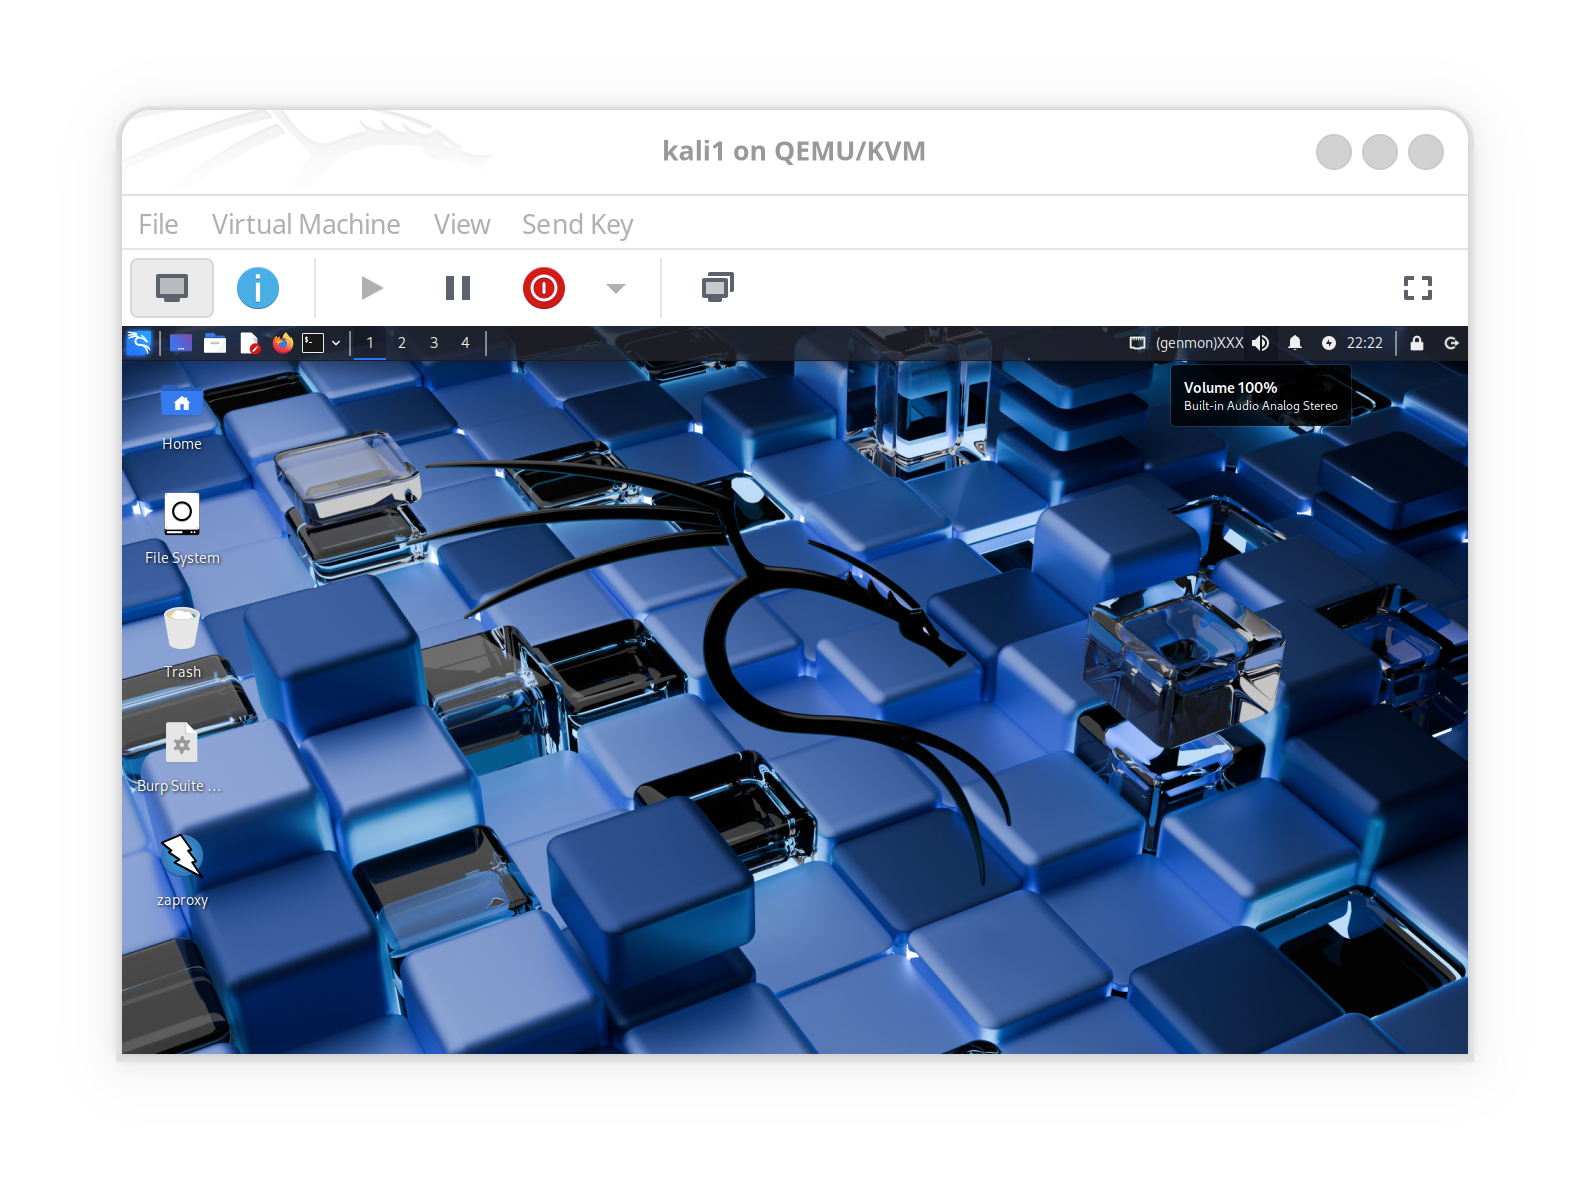 kali1 on QEMU/KVM
File Virtual Machine View Send Key
1 2 3 4 (genmon)XXX 22:22
Volume 100%
Built-in Audio Analog Stereo
Home
File System
Trash
Burp Suite ...
zaproxy